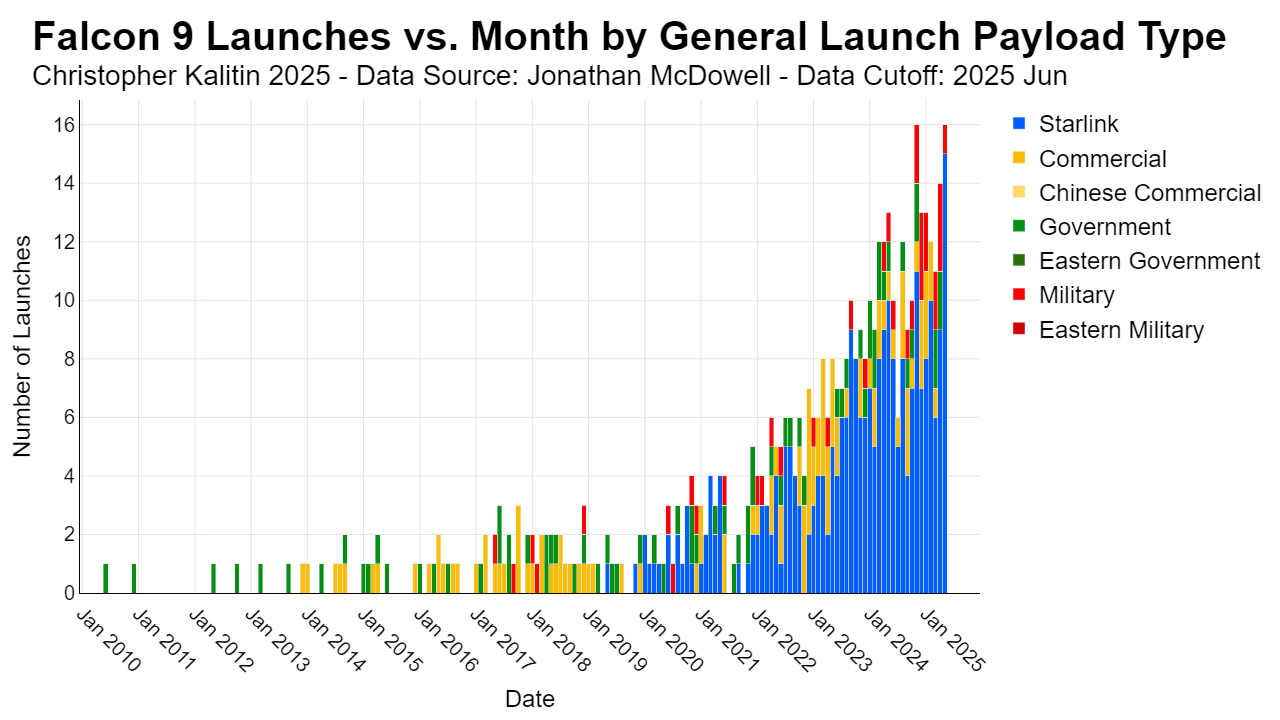 Falcon 9 Launches vs. Month by General Launch Payload Type
Christopher Kalitin 2025 - Data Source: Jonathan McDowell - Data Cutoff: 2025 Jun
Number of Launches
16
14
12
10
8
6
4
2
0
Jan 2010
Jan 2011
Jan 2012
Jan 2013
Jan 2014
Jan 2015
Jan 2016
Jan 2017
Jan 2018
Jan 2019
Jan 2020
Jan 2021
Jan 2022
Jan 2023
Jan 2024
Jan 2025
Date
Starlink
Commercial
Chinese Commercial
Government
Eastern Government
Military
Eastern Military